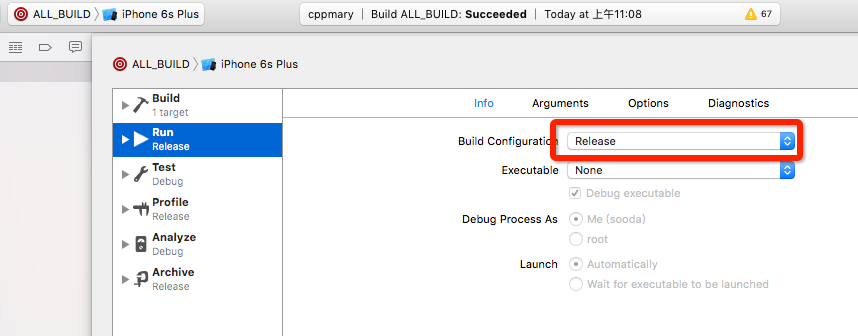 ALL_BUILD iPhone 6s Plus
cppmary | Build ALL_BUILD: Succeeded | Today at 上午11:08
67
ALL_BUILD iPhone 6s Plus
Build
1 target
Run
Release
Test
Debug
Profile
Release
Analyze
Debug
Archive
Release
Info Arguments Options Diagnostics
Build Configuration Release
Executable None
Debug executable
Debug Process As Me (sooda)
root
Launch Automatically
Wait for executable to be launched